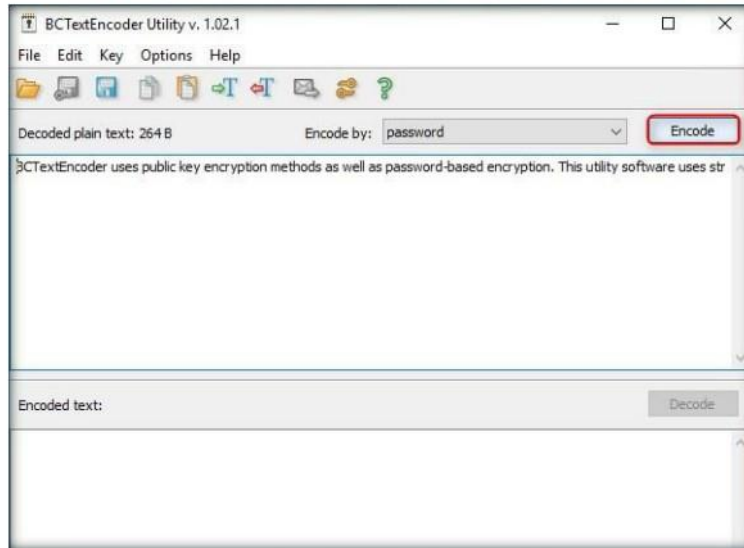 BCTextEncoder Utility v. 1.02.1
File Edit Key Options Help
Decoded plain text: 264 B Encode by: password Encode
BCTextEncoder uses public key encryption methods as well as password-based encryption. This utility software uses str
Encoded text: Decode